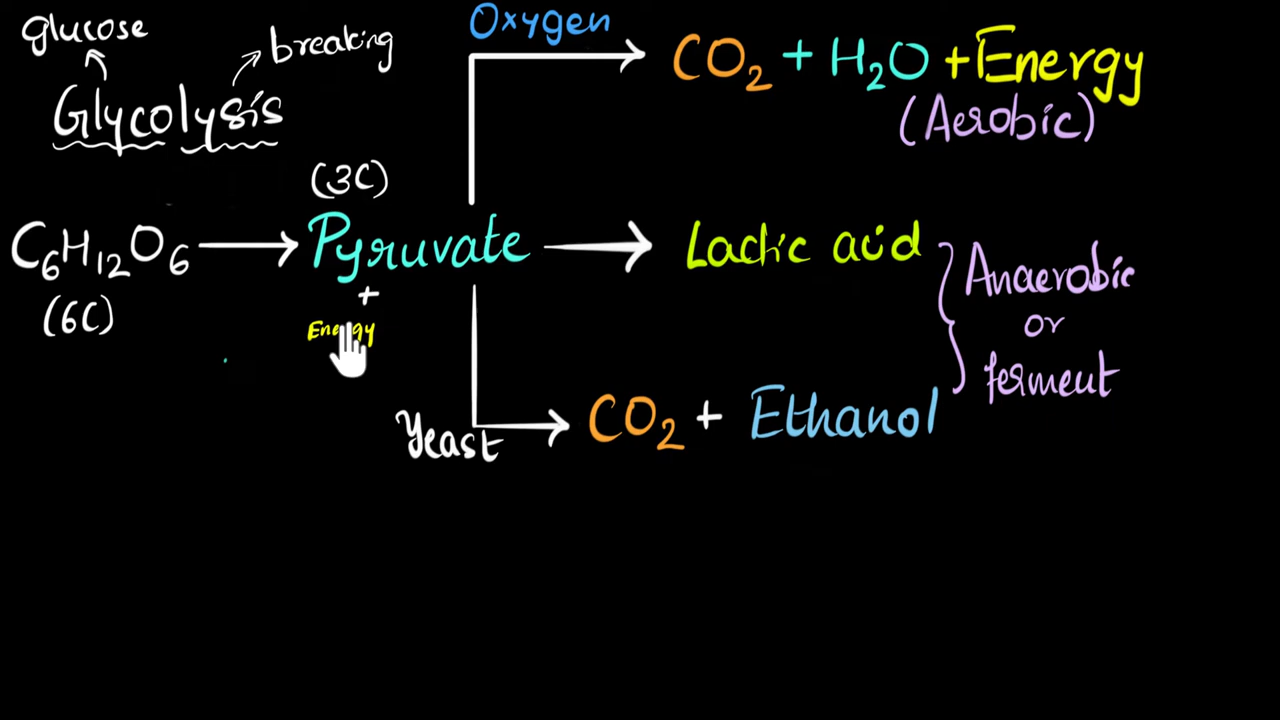 glucose
breaking
Glycolysis
Oxygen
CO2 + H2O + Energy
(Aerobic)
(3C)
C6H12O6 → Pyruvate → Lactic acid
(6C)
+
Energy
Anaerobic
or
ferment
Yeast
CO2 + Ethanol